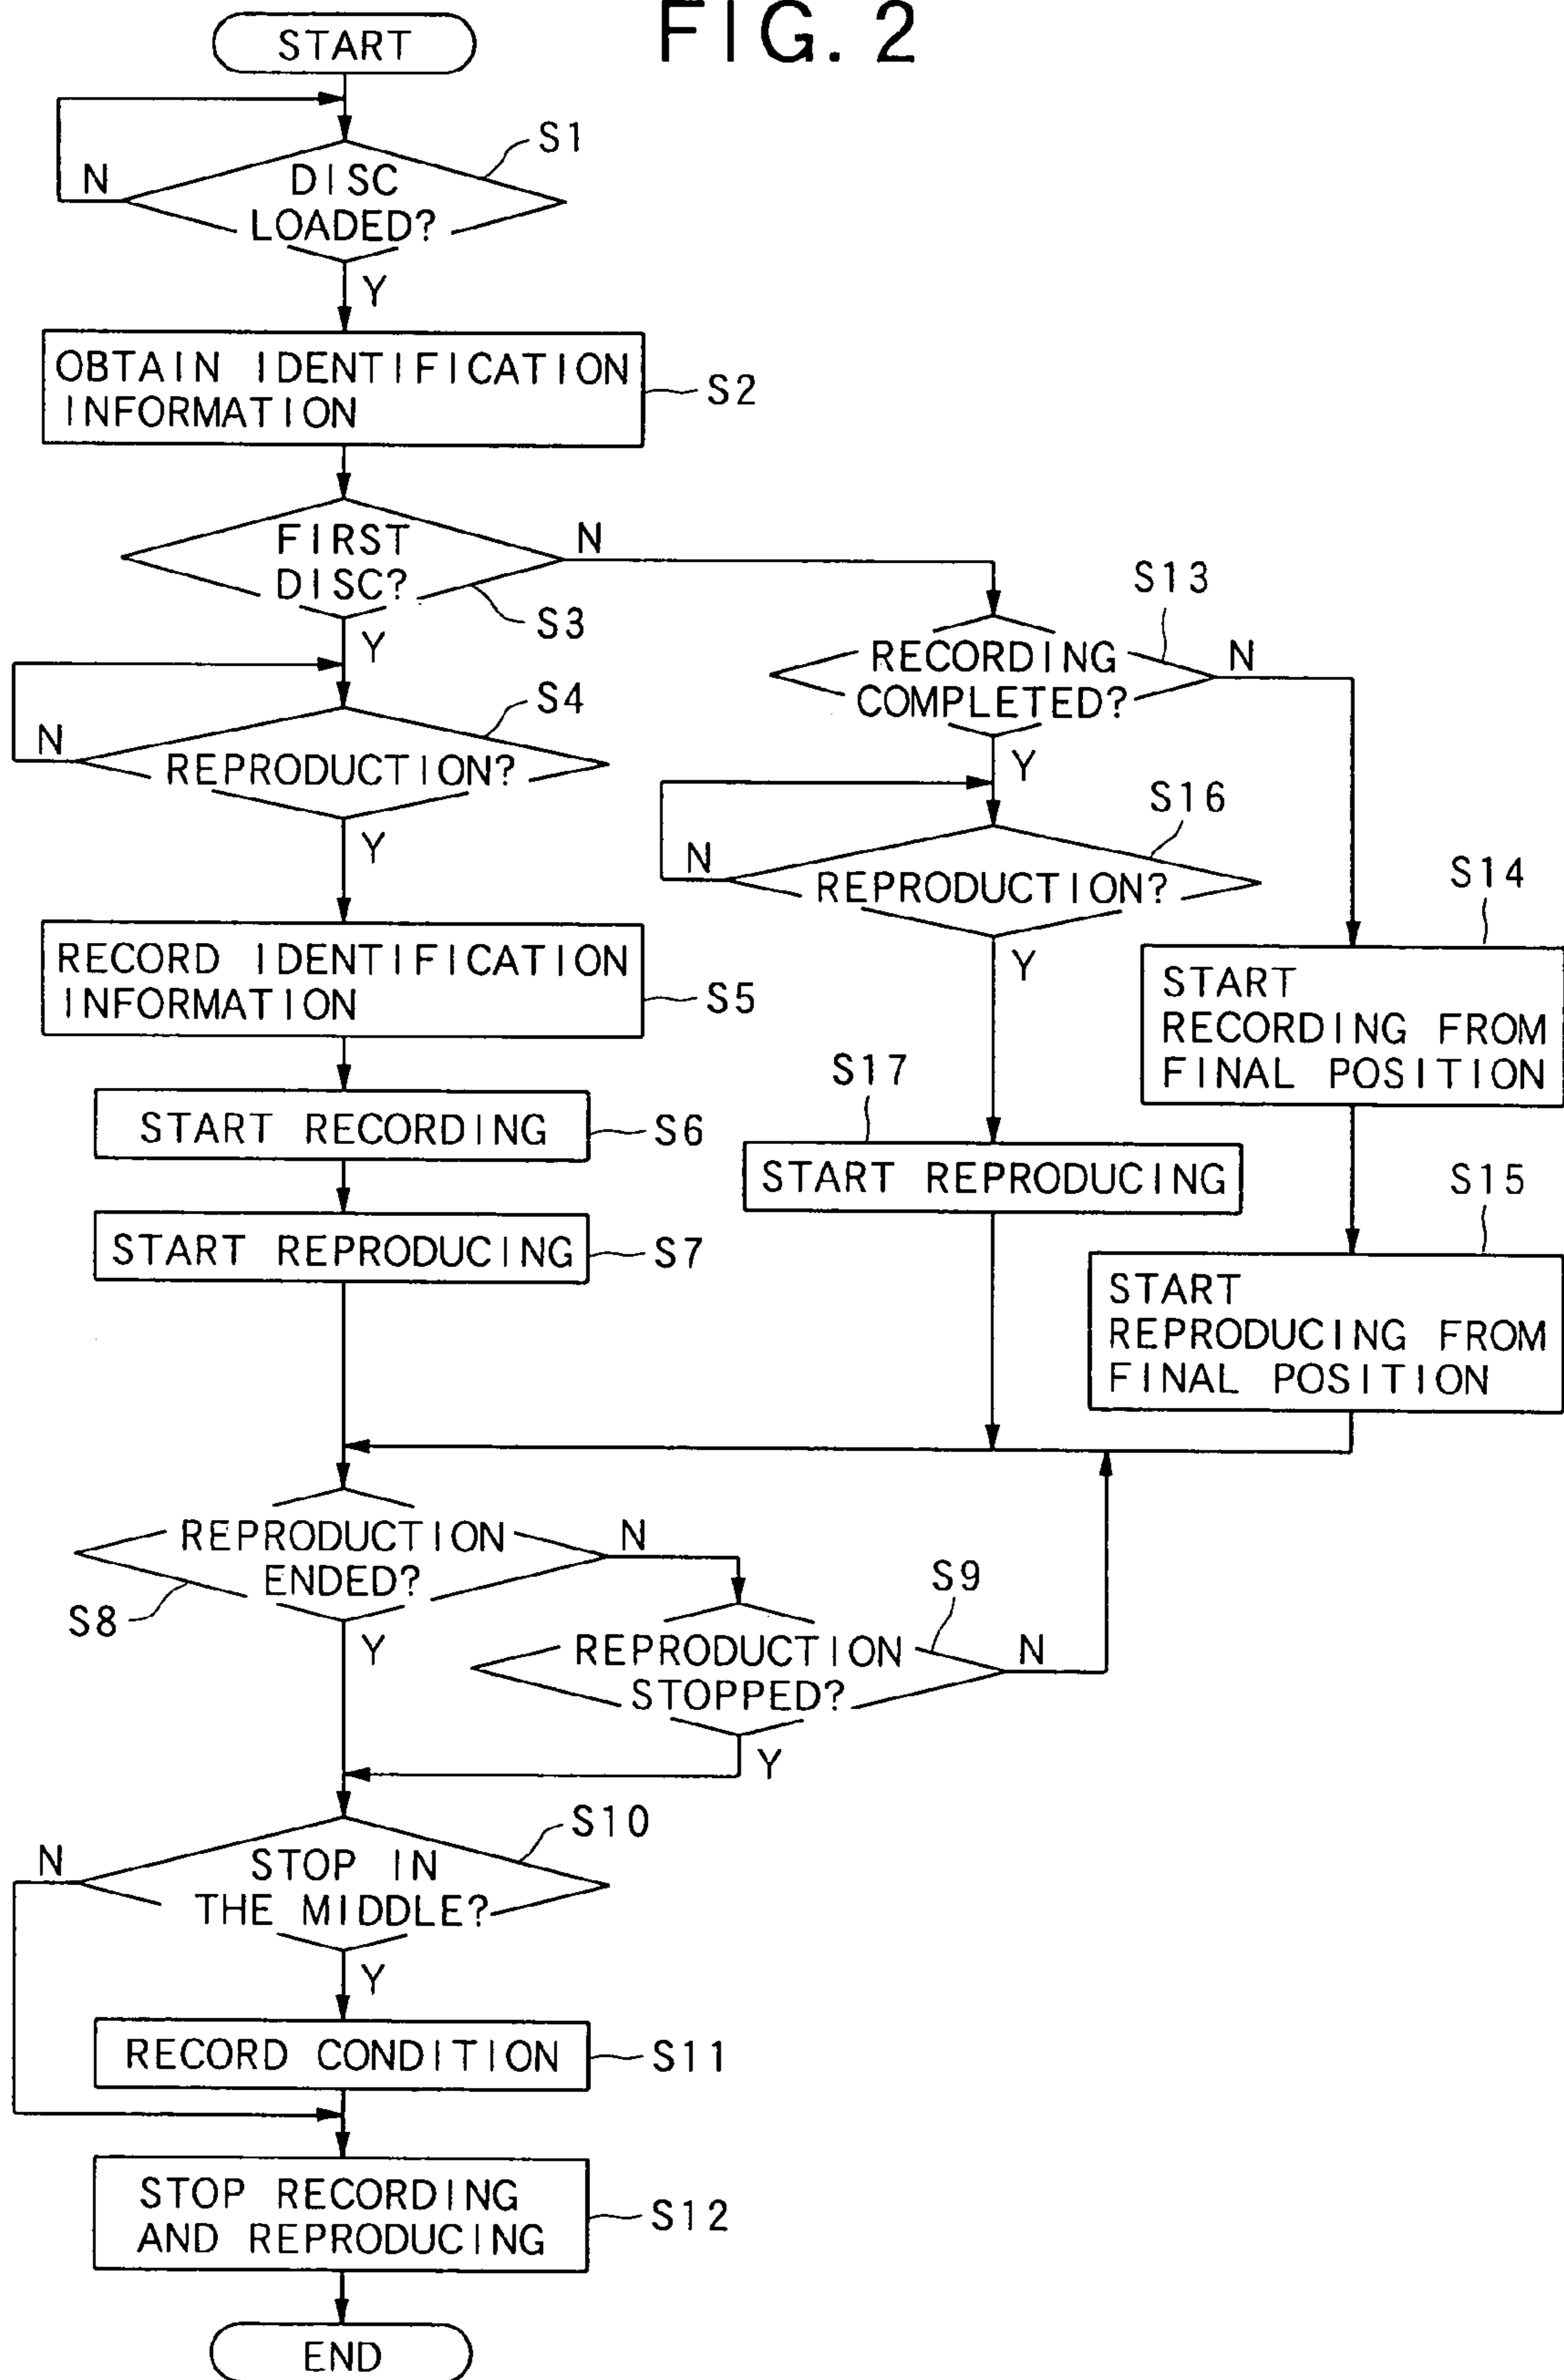 FIG. 2
START
S1
N
DISC
LOADED?
Y
OBTAIN IDENTIFICATION
INFORMATION
S2
FIRST
DISC?
N
S3
Y
S4
N
REPRODUCTION?
Y
RECORD IDENTIFICATION
INFORMATION
S5
START RECORDING
S6
START REPRODUCING
S7
S13
RECORDING
COMPLETED?
N
Y
S16
N
REPRODUCTION?
Y
S14
START
RECORDING FROM
FINAL POSITION
S17
START REPRODUCING
S15
START
REPRODUCING FROM
FINAL POSITION
REPRODUCTION
ENDED?
N
S8
Y
S9
REPRODUCTION
STOPPED?
N
Y
S10
N
STOP IN
THE MIDDLE?
Y
RECORD CONDITION
S11
STOP RECORDING
AND REPRODUCING
S12
END